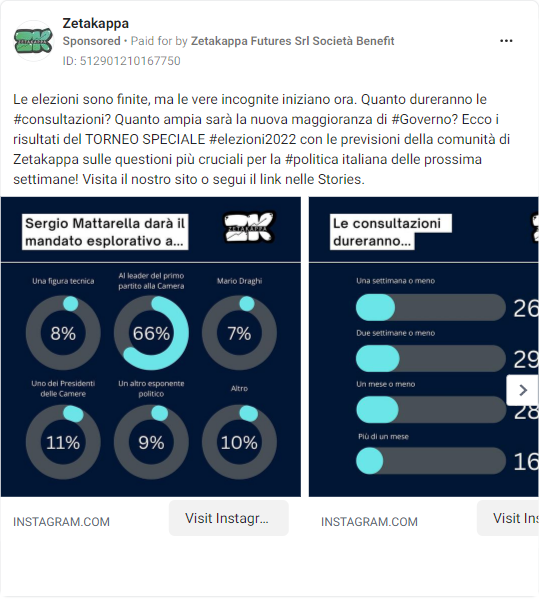 Zetakappa
Sponsored • Paid for by Zetakappa Futures Srl Società Benefit
ID: 512901210167750
Le elezioni sono finite, ma le vere incognite iniziano ora. Quanto dureranno le
#consultazioni? Quanto ampia sarà la nuova maggioranza di #Governo? Ecco i
risultati del TORNEO SPECIALE #elezioni2022 con le previsioni della comunità di
Zetakappa sulle questioni più cruciali per la #politica italiana delle prossima
settimane! Visita il nostro sito o segui il link nelle Stories.
Sergio Mattarella darà il
mandato esplorativo a...
ZETAKAPPA
Una figura tecnica
8%
Al leader del primo
partito alla Camera
66%
Mario Draghi
7%
Uno dei Presidenti
delle Camere
11%
Un altro esponente
politico
9%
Altro
10%
INSTAGRAM.COM
Visit Instagr...
Le consultazioni
dureranno...
Una settimana o meno
26
Due settimane o meno
29
Un mese o meno
28
Più di un mese
16
INSTAGRAM.COM
Visit Ins